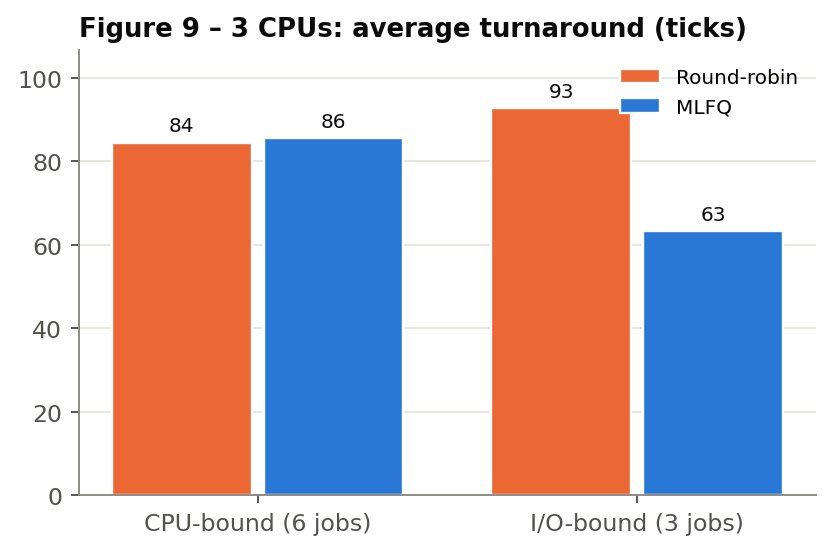 Figure 9 – 3 CPUs: average turnaround (ticks)
100
80
60
40
20
0
84
86
93
63
Round-robin
MLFQ
CPU-bound (6 jobs)
I/O-bound (3 jobs)